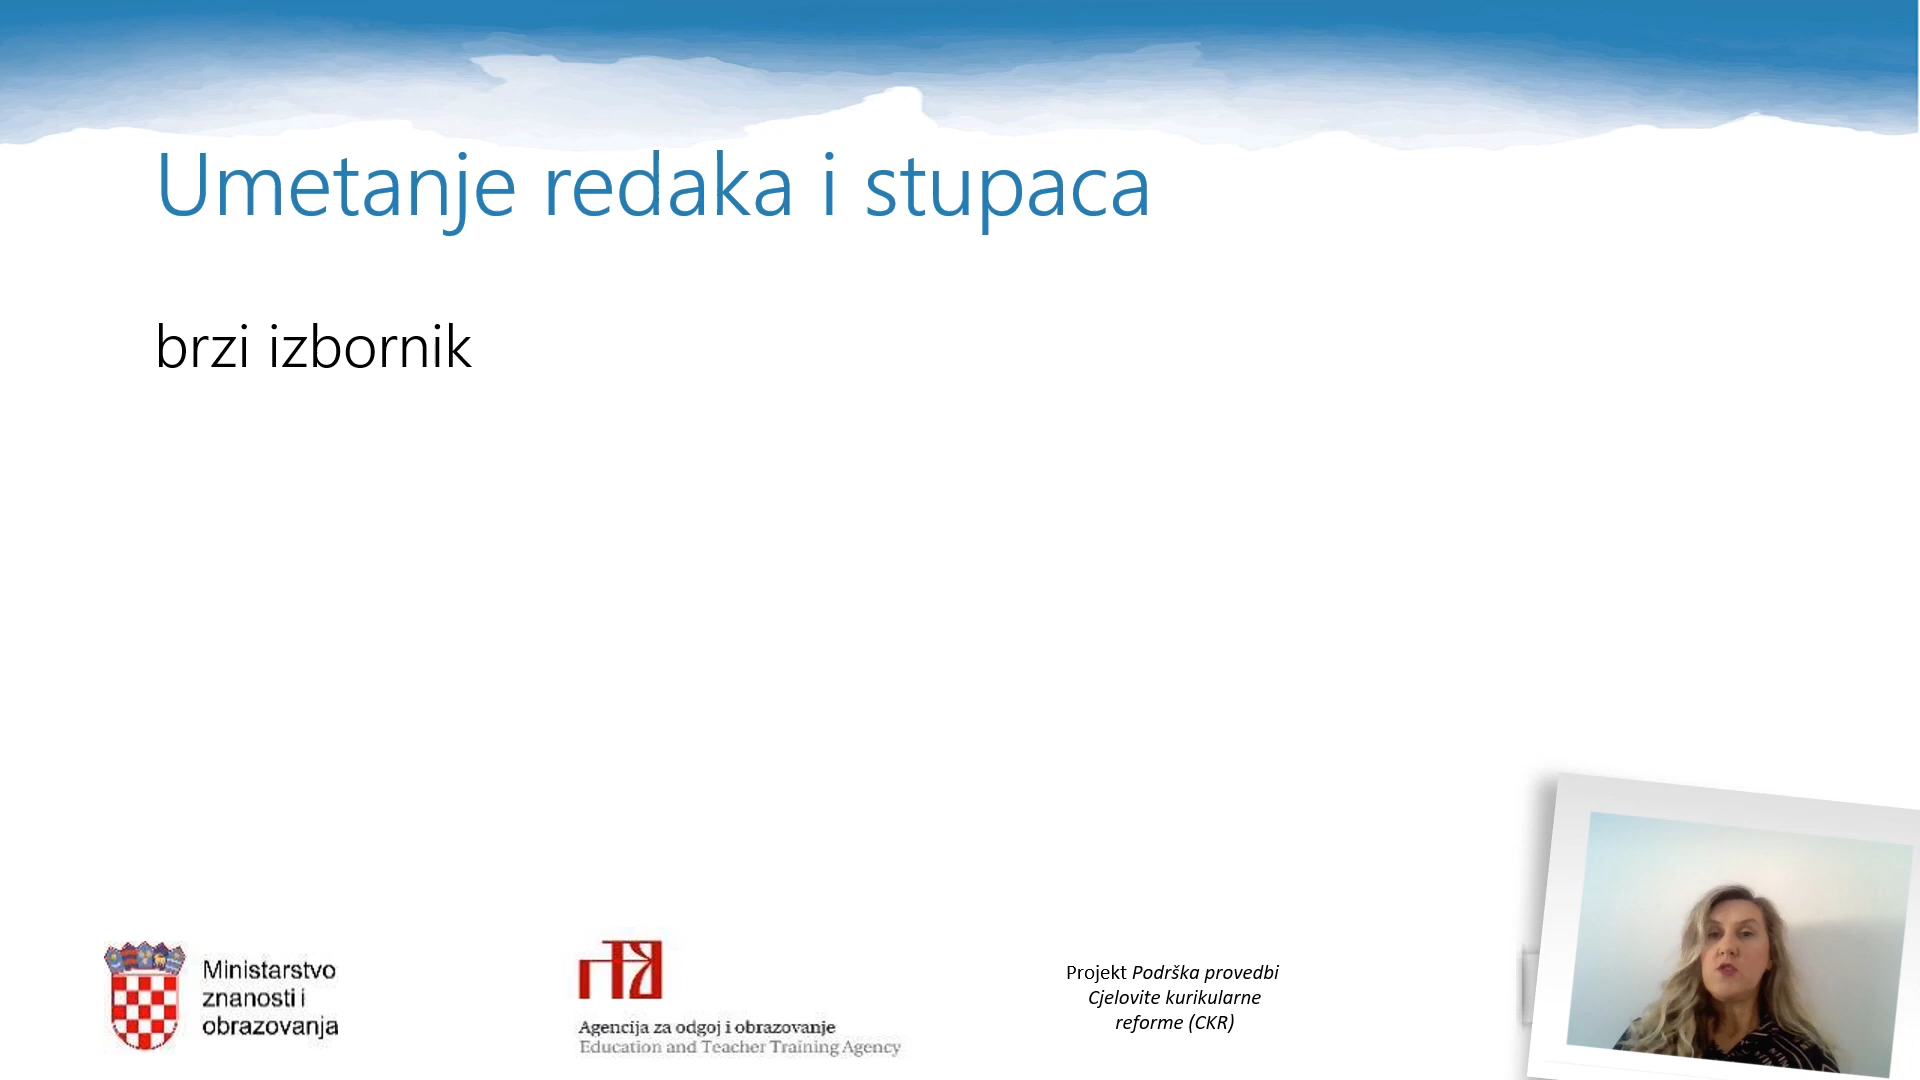 Umetanje redaka i stupaca
brzi izbornik
Ministarstvo
znanosti i
obrazovanja
Agencija za odgoj i obrazovanje
Education and Teacher Training Agency
Projekt Podrška provedbi
Cjelovite kurikularne
reforme (CKR)